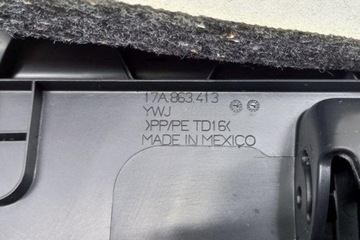 17A.863.413
YWJ
>PP/PE TD16<
MADE IN MEXICO